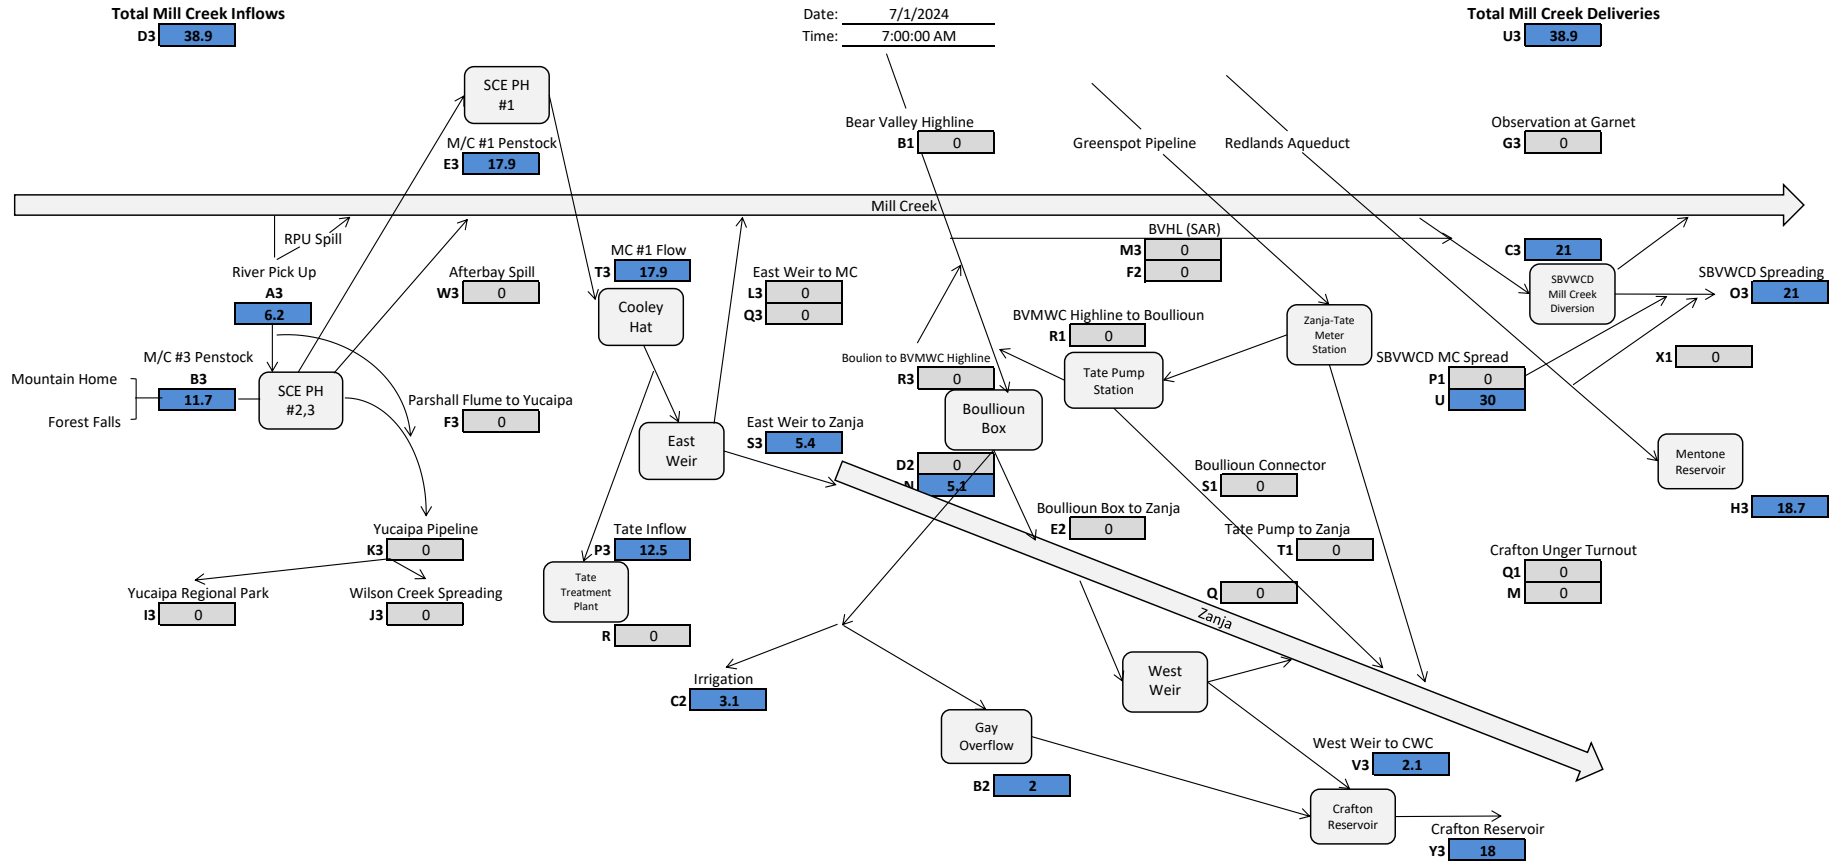 Total Mill Creek Inflows
D3 38.9
Date: 7/1/2024
Time: 7:00:00 AM
Total Mill Creek Deliveries
U3 38.9
SCE PH
#1
M/C #1 Penstock
E3 17.9
Bear Valley Highline
B1 0
Greenspot Pipeline
Redlands Aqueduct
Observation at Garnet
G3 0
Mill Creek
RPU Spill
River Pick Up
A3
6.2
Afterbay Spill
W3 0
MC #1 Flow
T3 17.9
Cooley
Hat
East Weir to MC
L3 0
Q3 0
BVHL (SAR)
M3 0
F2 0
C3 21
SBVWCD
Mill Creek
Diversion
SBVWCD Spreading
O3 21
BVMWC Highline to Boullioun
R1 0
Zanja-Tate
Meter
Station
M/C #3 Penstock
B3
11.7
Mountain Home
Forest Falls
SCE PH
#2,3
Parshall Flume to Yucaipa
F3 0
Boulion to BVMWC Highline
R3 0
Tate Pump
Station
SBVWCD MC Spread
P1 0
U 30
X1 0
Boullioun
Box
East
Weir
East Weir to Zanja
S3 5.4
D2 0
N 5.1
Boullioun Connector
S1 0
Mentone
Reservoir
H3 18.7
Yucaipa Pipeline
K3 0
Tate Inflow
P3 12.5
Boullioun Box to Zanja
E2 0
Tate Pump to Zanja
T1 0
Crafton Unger Turnout
Q1 0
M 0
Yucaipa Regional Park
I3 0
Wilson Creek Spreading
J3 0
Tate
Treatment
Plant
R 0
Q 0
Zanja
Irrigation
C2 3.1
West
Weir
Gay
Overflow
B2 2
West Weir to CWC
V3 2.1
Crafton
Reservoir
Crafton Reservoir
Y3 18